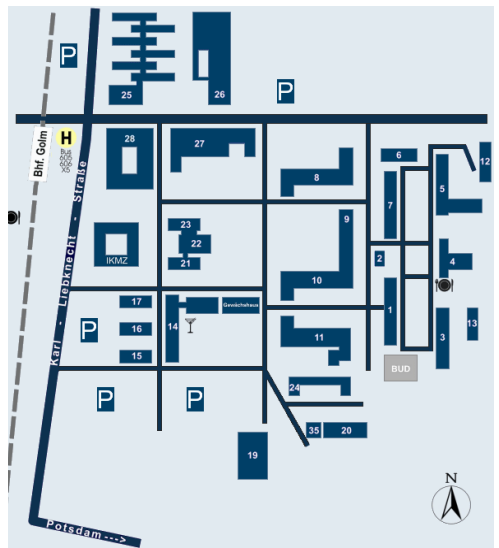 P
25
26
P
Bhf. Golm
H
Bus
605
606
X5
28
27
6
12
8
5
7
Karl - Liebknecht - Straße
23
9
22
IKMZ
21
2
4
10
17
Gewächshaus
1
P
16
14
13
11
3
15
BUD
24
P
P
35
20
19
N
Potsdam --->